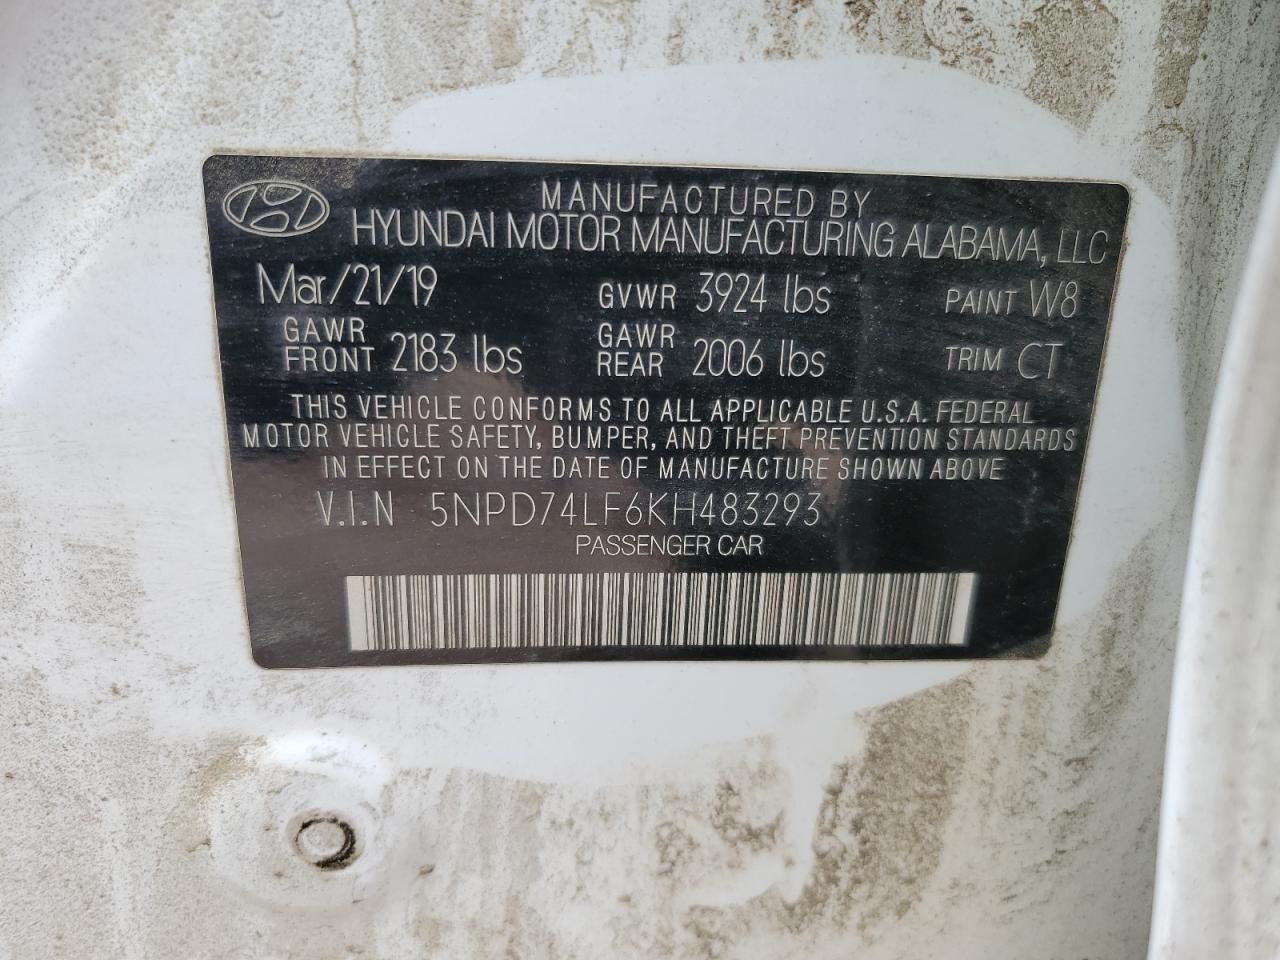 MANUFACTURED BY
HYUNDAI MOTOR MANUFACTURING ALABAMA, LLC
Mar/21/19 GVWR 3924 lbs PAINT W8
GAWR FRONT 2183 lbs GAWR REAR 2006 lbs TRIM CT
THIS VEHICLE CONFORMS TO ALL APPLICABLE U.S.A. FEDERAL
MOTOR VEHICLE SAFETY, BUMPER, AND THEFT PREVENTION STANDARDS
IN EFFECT ON THE DATE OF MANUFACTURE SHOWN ABOVE
V.I.N 5NPD74LF6KH483293
PASSENGER CAR